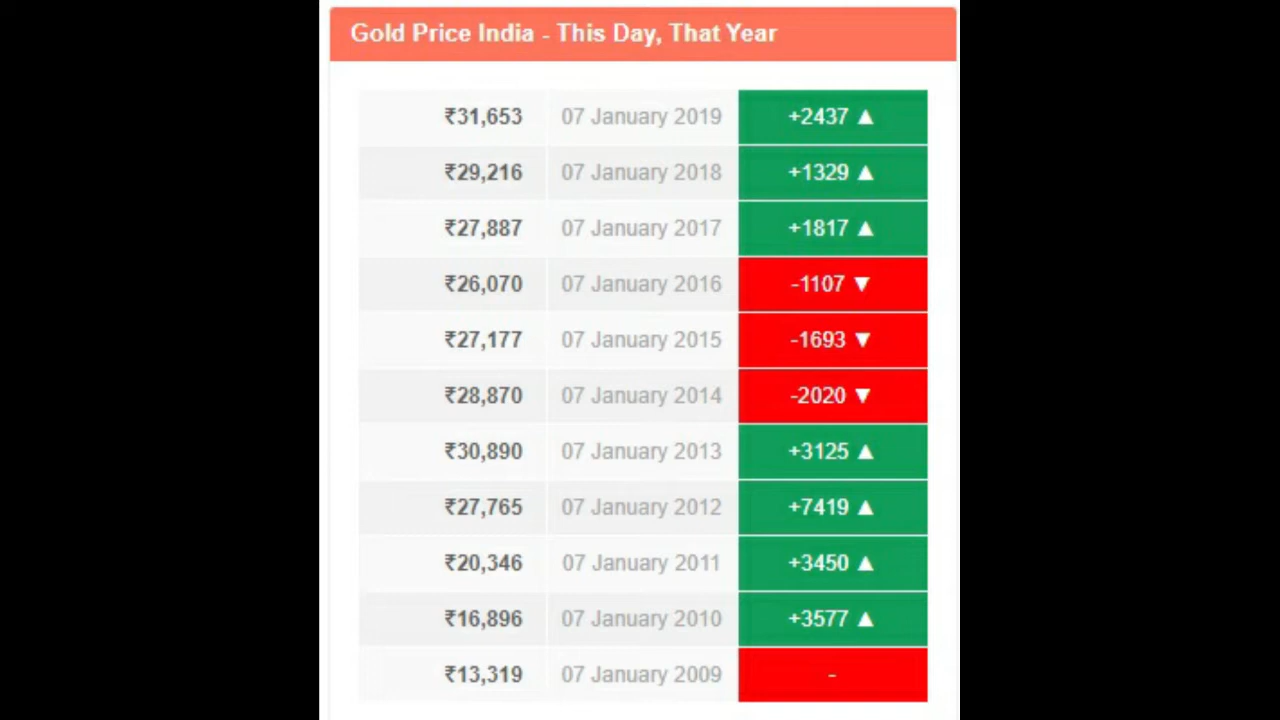 Gold Price India - This Day, That Year
₹31,653 07 January 2019 +2437 ▲
₹29,216 07 January 2018 +1329 ▲
₹27,887 07 January 2017 +1817 ▲
₹26,070 07 January 2016 -1107 ▼
₹27,177 07 January 2015 -1693 ▼
₹28,870 07 January 2014 -2020 ▼
₹30,890 07 January 2013 +3125 ▲
₹27,765 07 January 2012 +7419 ▲
₹20,346 07 January 2011 +3450 ▲
₹16,896 07 January 2010 +3577 ▲
₹13,319 07 January 2009 -